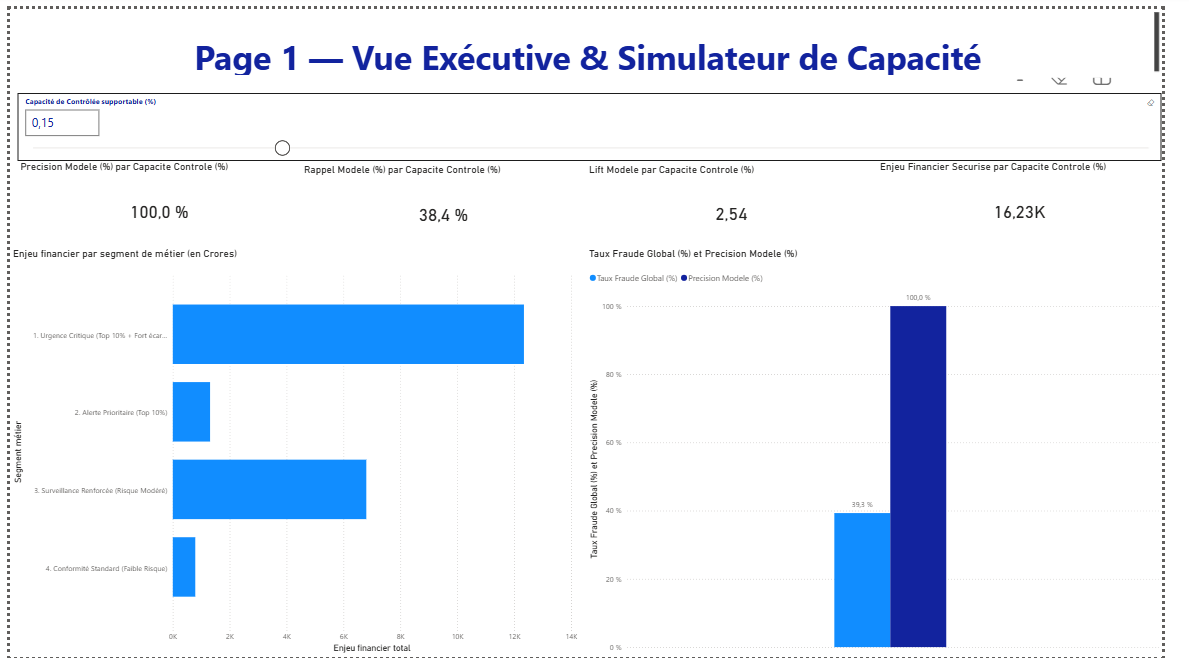 Page 1 — Vue Exécutive & Simulateur de Capacité
Capacité de Contrôlée supportable (%)
0,15
Precision Modele (%) par Capacite Controle (%)
100,0 %
Rappel Modele (%) par Capacite Controle (%)
38,4 %
Lift Modele par Capacite Controle (%)
2,54
Enjeu Financier Securise par Capacite Controle (%)
16,23K
Enjeu financier par segment de métier (en Crores)
Segment métier
1. Urgence Critique (Top 10% + Fort écar...
2. Alerte Prioritaire (Top 10%)
3. Surveillance Renforcée (Risque Modéré)
4. Conformité Standard (Faible Risque)
0K 2K 4K 6K 8K 10K 12K 14K
Enjeu financier total
Taux Fraude Global (%) et Precision Modele (%)
Taux Fraude Global (%) Precision Modele (%)
Taux Fraude Global (%) et Precision Modele (%)
100 %
80 %
60 %
40 %
20 %
0 %
39,3 %
100,0 %